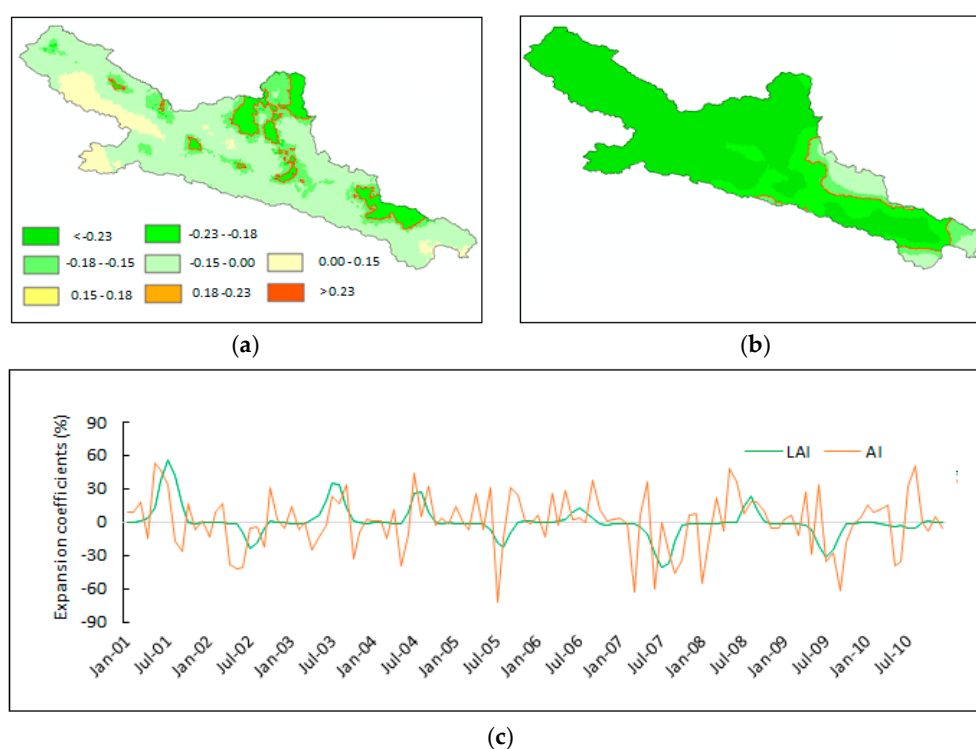 <-0.23
-0.23 - -0.18
-0.18 - -0.15
-0.15 - 0.00
0.00 - 0.15
0.15 - 0.18
0.18 - 0.23
>0.23
(a)
(b)
Expansion coefficients (%)
90
60
30
0
-30
-60
-90
LAI
AI
Jan-01
Jul-01
Jan-02
Jul-02
Jan-03
Jul-03
Jan-04
Jul-04
Jan-05
Jul-05
Jan-06
Jul-06
Jan-07
Jul-07
Jan-08
Jul-08
Jan-09
Jul-09
Jan-10
Jul-10
(c)